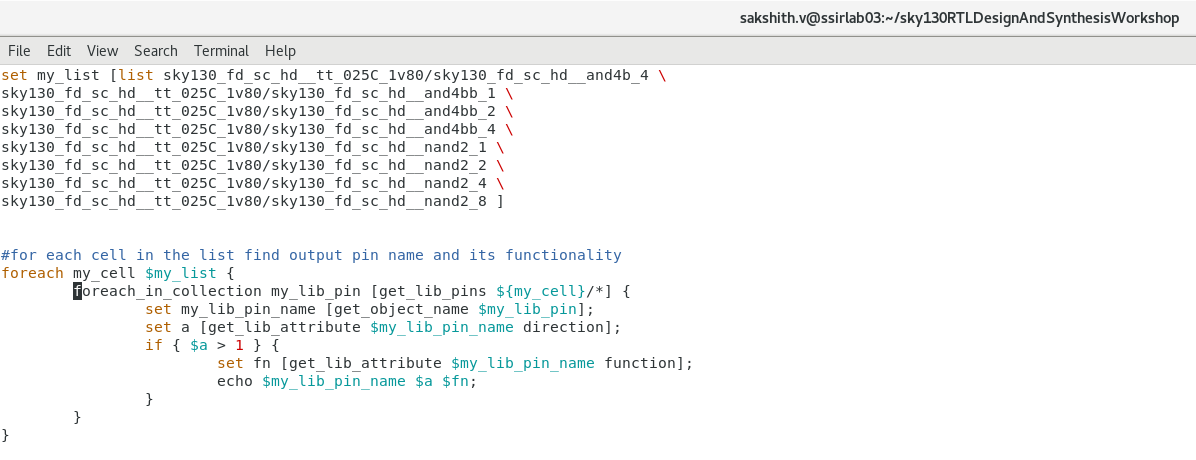 sakshith.v@ssirlab03:~/sky130RTLDesignAndSynthesisWorkshop
File Edit View Search Terminal Help
set my_list [list sky130_fd_sc_hd__tt_025C_1v80/sky130_fd_sc_hd__and4b_4 \
sky130_fd_sc_hd__tt_025C_1v80/sky130_fd_sc_hd__and4bb_1 \
sky130_fd_sc_hd__tt_025C_1v80/sky130_fd_sc_hd__and4bb_2 \
sky130_fd_sc_hd__tt_025C_1v80/sky130_fd_sc_hd__and4bb_4 \
sky130_fd_sc_hd__tt_025C_1v80/sky130_fd_sc_hd__nand2_1 \
sky130_fd_sc_hd__tt_025C_1v80/sky130_fd_sc_hd__nand2_2 \
sky130_fd_sc_hd__tt_025C_1v80/sky130_fd_sc_hd__nand2_4 \
sky130_fd_sc_hd__tt_025C_1v80/sky130_fd_sc_hd__nand2_8 ]
#for each cell in the list find output pin name and its functionality
foreach my_cell $my_list {
        foreach_in_collection my_lib_pin [get_lib_pins ${my_cell}/*] {
                set my_lib_pin_name [get_object_name $my_lib_pin];
                set a [get_lib_attribute $my_lib_pin_name direction];
                if { $a > 1 } {
                        set fn [get_lib_attribute $my_lib_pin_name function];
                        echo $my_lib_pin_name $a $fn;
                }
        }
}